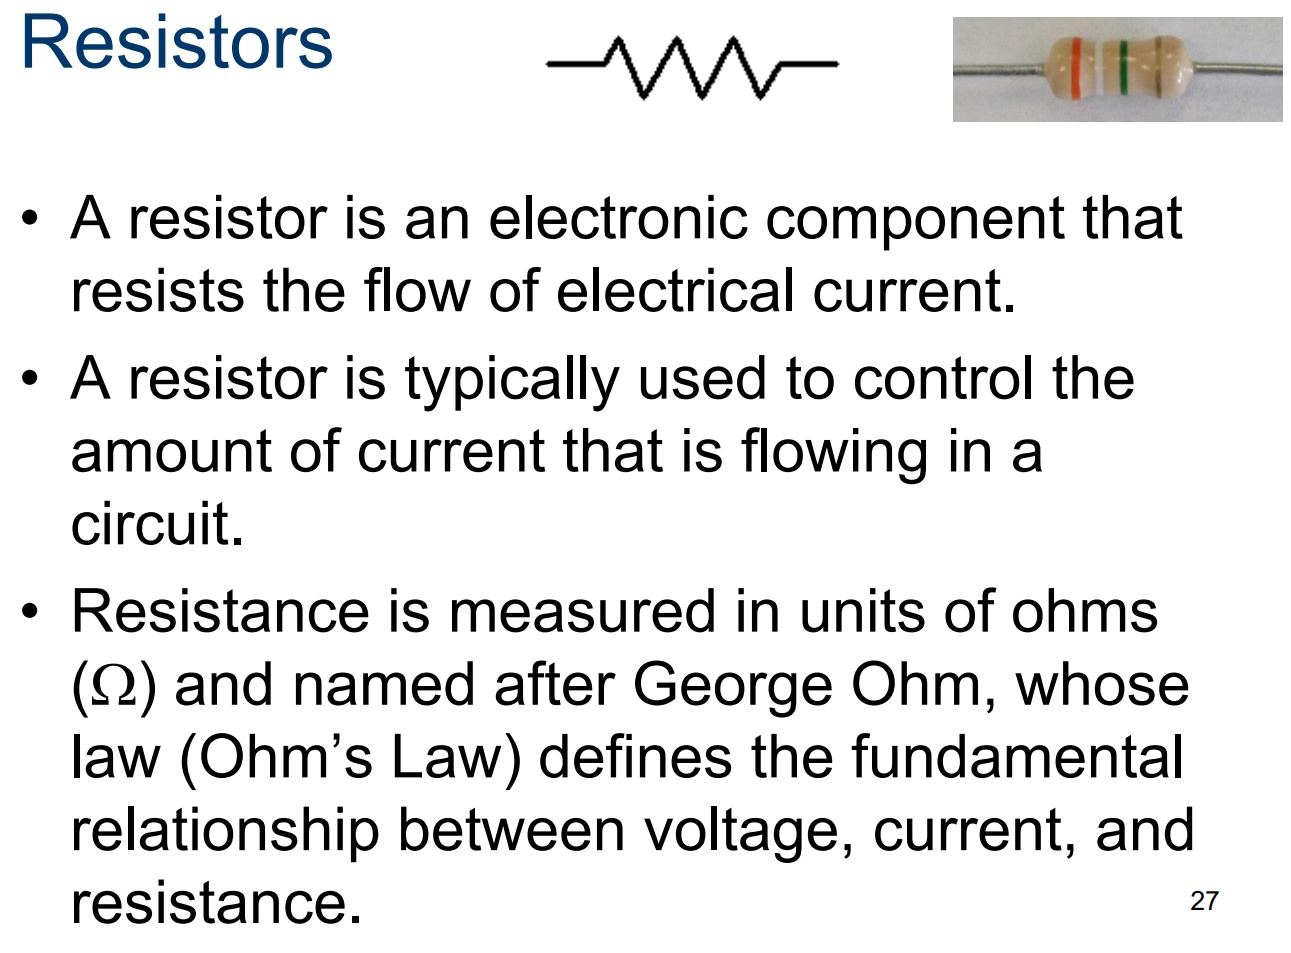 Resistors
• A resistor is an electronic component that
resists the flow of electrical current.
• A resistor is typically used to control the
amount of current that is flowing in a
circuit.
• Resistance is measured in units of ohms
(Ω) and named after George Ohm, whose
law (Ohm’s Law) defines the fundamental
relationship between voltage, current, and
resistance.
27